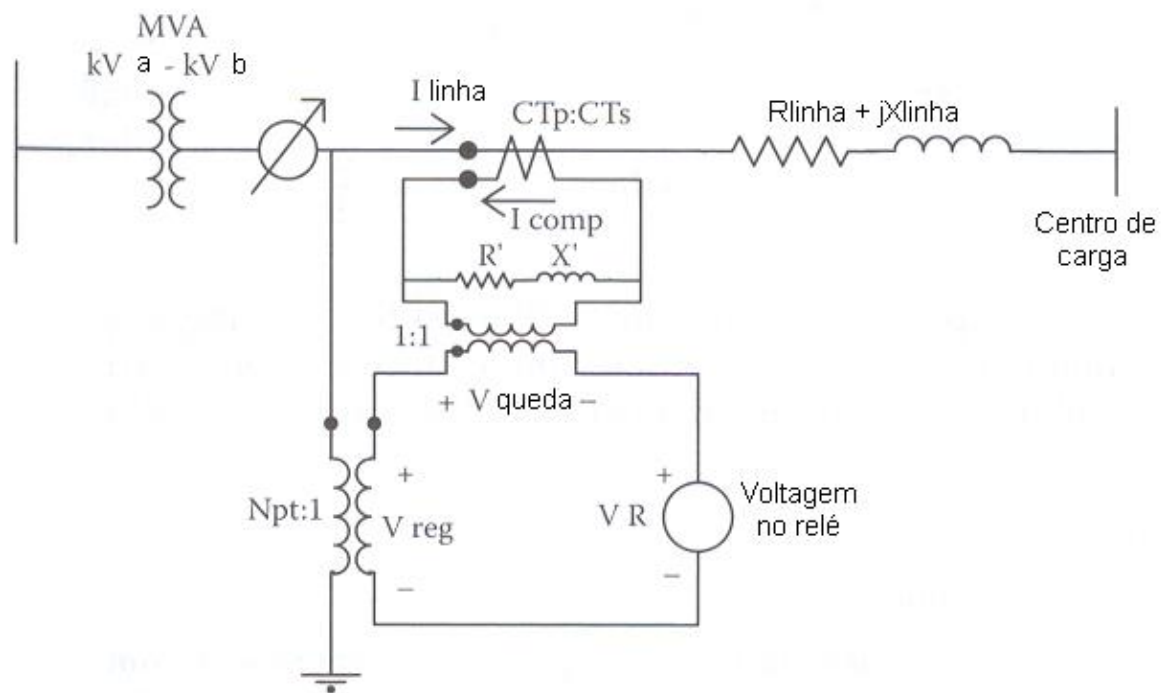 MVA
kV a - kV b
I linha
CTp:CTs
Rlinha + jXlinha
I comp
Centro de
carga
R' X'
1:1
+ V queda −
Npt:1
+
V reg
−
+
V R
−
Voltagem
no relé